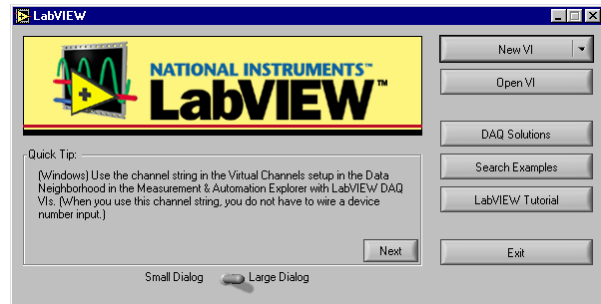 LabVIEW
NATIONAL INSTRUMENTS™
LabVIEW™
New VI
Open VI
DAQ Solutions
Search Examples
LabVIEW Tutorial
Exit
Quick Tip:
(Windows) Use the channel string in the Virtual Channels setup in the Data
Neighborhood in the Measurement & Automation Explorer with LabVIEW DAQ
VIs. (When you use this channel string, you do not have to wire a device
number input.)
Next
Small Dialog Large Dialog